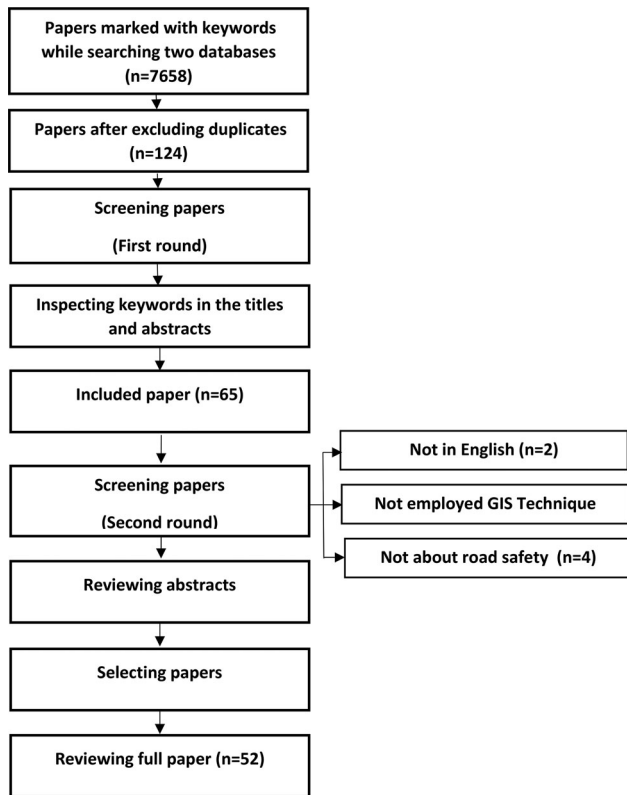 Papers marked with keywords
while searching two databases
(n=7658)
Papers after excluding duplicates
(n=124)
Screening papers
(First round)
Inspecting keywords in the titles
and abstracts
Included paper (n=65)
Screening papers
(Second round)
Not in English (n=2)
Not employed GIS Technique
Not about road safety (n=4)
Reviewing abstracts
Selecting papers
Reviewing full paper (n=52)